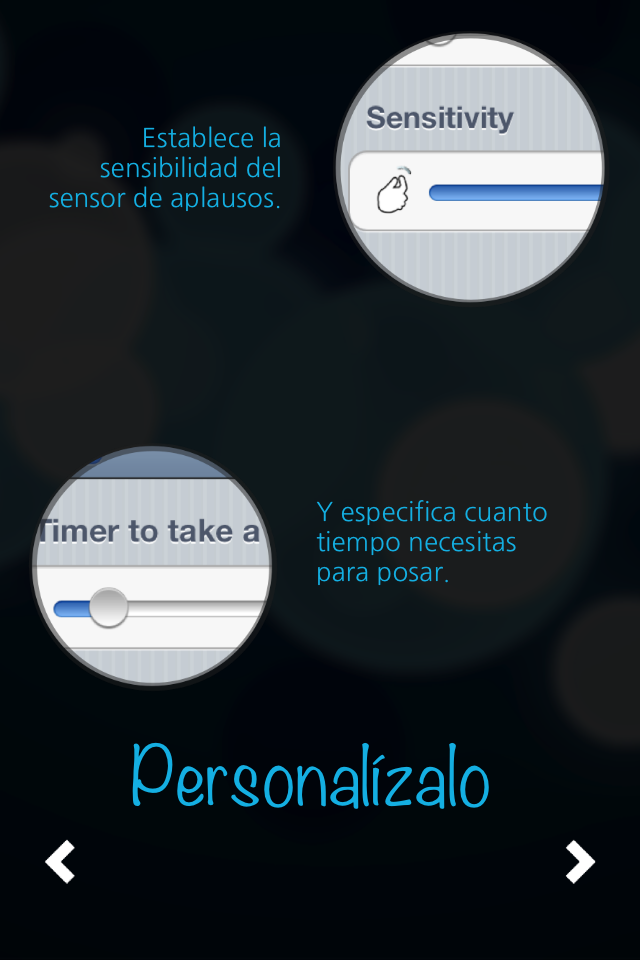 Establece la
sensibilidad del
sensor de aplausos.
Sensitivity
Timer to take a
Y especifica cuanto
tiempo necesitas
para posar.
Personalízalo